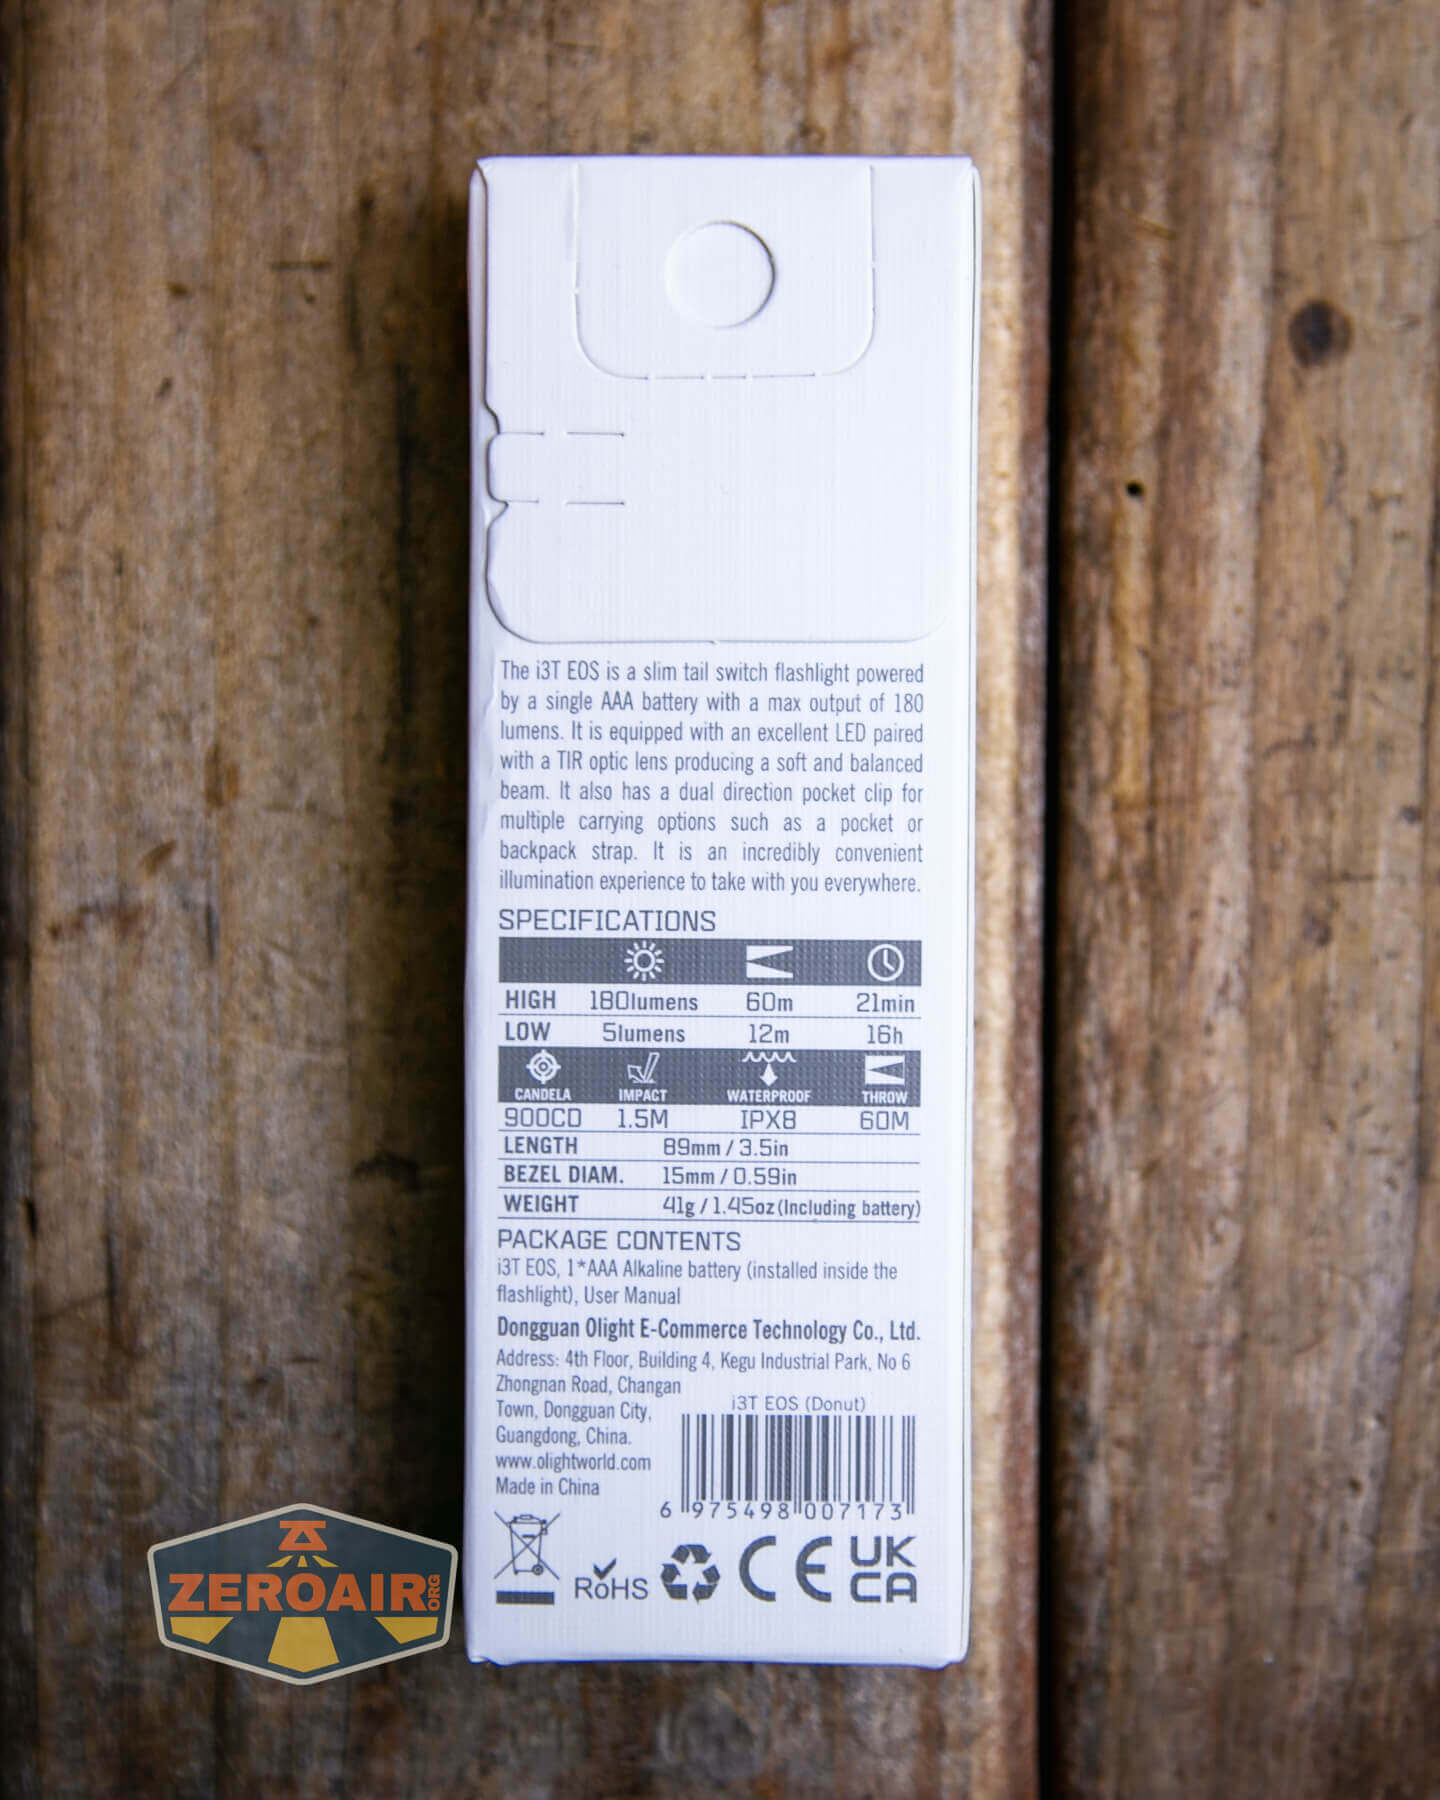 The i3T EOS is a slim tail switch flashlight powered
by a single AAA battery with a max output of 180
lumens. It is equipped with an excellent LED paired
with a TIR optic lens producing a soft and balanced
beam. It also has a dual direction pocket clip for
multiple carrying options such as a pocket or
backpack strap. It is an incredibly convenient
illumination experience to take with you everywhere.
SPECIFICATIONS
HIGH 180lumens 60m 21min
LOW 5lumens 12m 16h
CANDELA IMPACT WATERPROOF THROW
900CD 1.5M IPX8 60M
LENGTH 89mm / 3.5in
BEZEL DIAM. 15mm / 0.59in
WEIGHT 41g / 1.45oz (Including battery)
PACKAGE CONTENTS
i3T EOS, 1*AAA Alkaline battery (installed inside the
flashlight), User Manual
Dongguan Olight E-Commerce Technology Co., Ltd.
Address: 4th Floor, Building 4, Kegu Industrial Park, No 6
Zhongnan Road, Changan
Town, Dongguan City,
Guangdong, China.
www.olightworld.com
Made in China
i3T EOS (Donut)
6 975498 007173
RoHS CE UK
CA
ZEROAIR.ORG